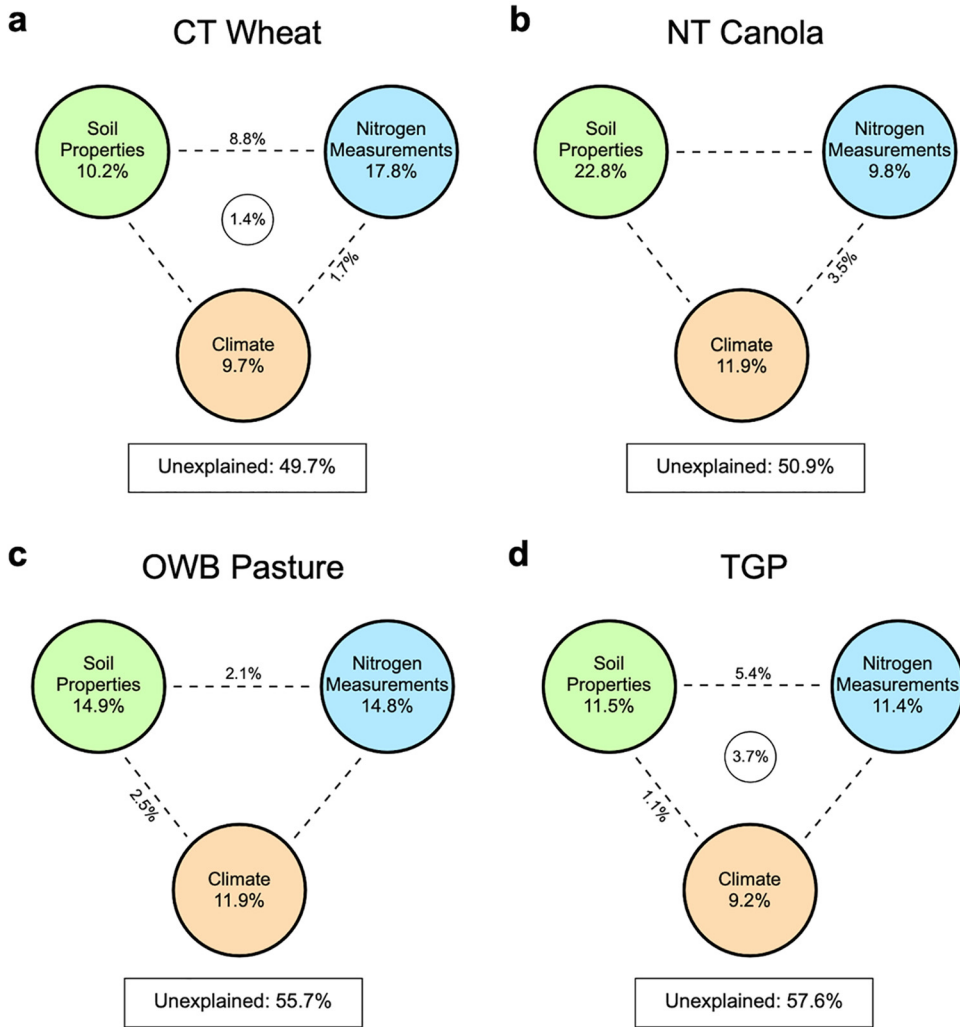 a
CT Wheat
Soil
Properties
10.2%
8.8%
Nitrogen
Measurements
17.8%
1.4%
1.7%
Climate
9.7%
Unexplained: 49.7%
b
NT Canola
Soil
Properties
22.8%
Nitrogen
Measurements
9.8%
3.5%
Climate
11.9%
Unexplained: 50.9%
c
OWB Pasture
Soil
Properties
14.9%
2.1%
Nitrogen
Measurements
14.8%
2.5%
Climate
11.9%
Unexplained: 55.7%
d
TGP
Soil
Properties
11.5%
5.4%
Nitrogen
Measurements
11.4%
3.7%
1.1%
Climate
9.2%
Unexplained: 57.6%